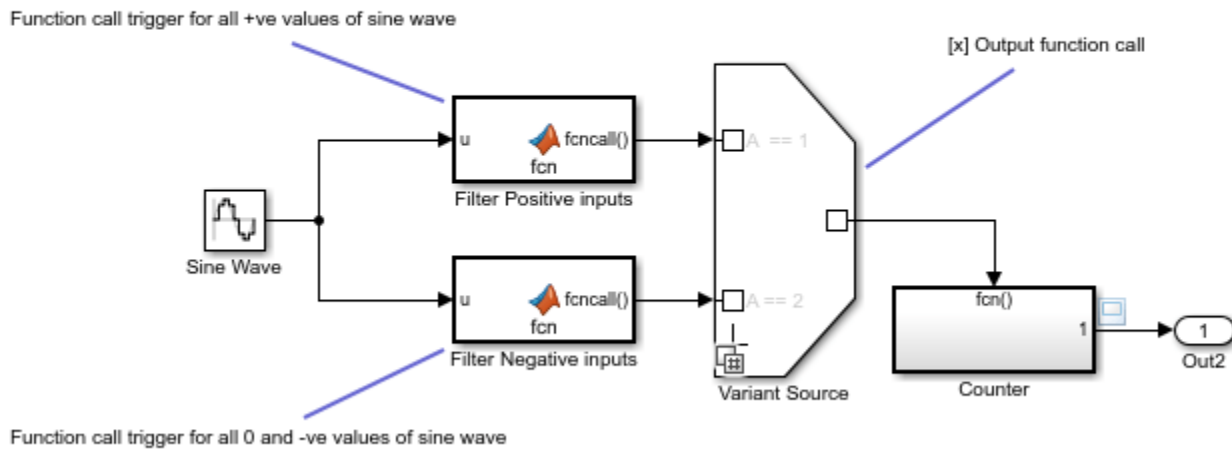 Function call trigger for all +ve values of sine wave
[x] Output function call
u
fcncall()
fcn
Filter Positive inputs
A == 1
Sine Wave
u
fcncall()
fcn
Filter Negative inputs
A == 2
Variant Source
fcn()
1
Counter
1
Out2
Function call trigger for all 0 and -ve values of sine wave